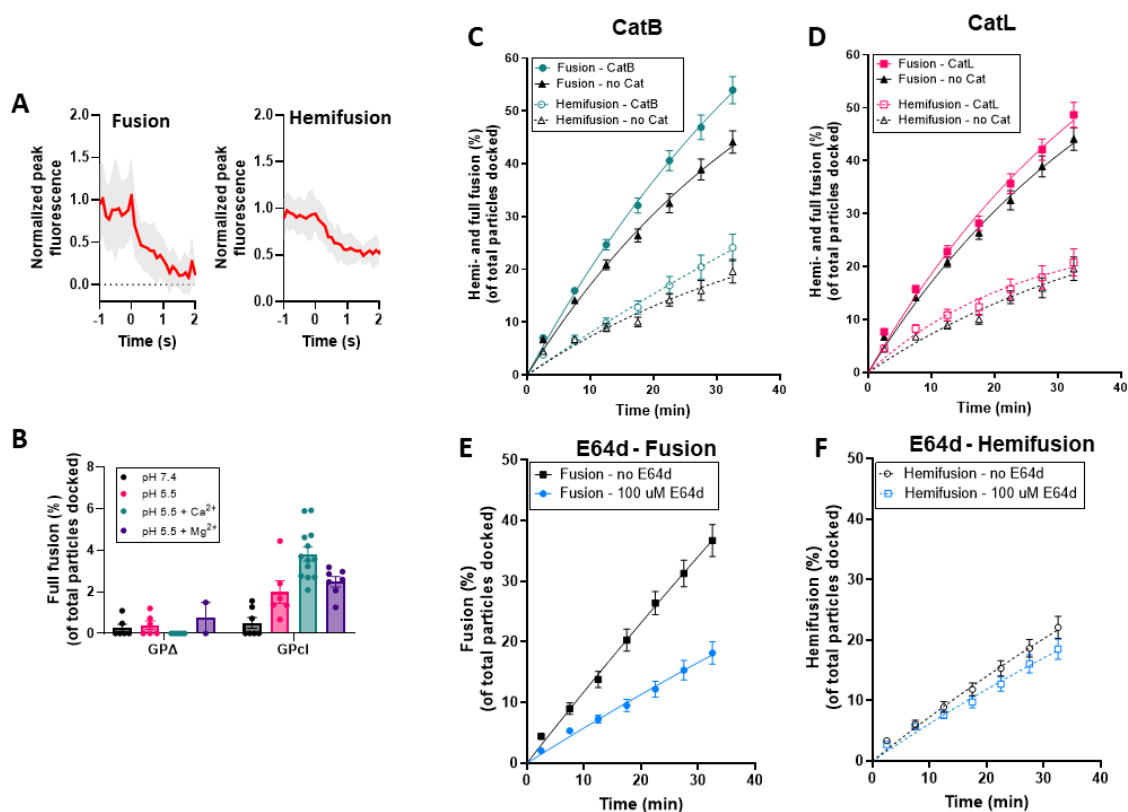 A
Fusion
Hemifusion
Normalized peak
fluorescence
2.0
1.5
1.0
0.5
0.0
-1 0 1 2
Time (s)
Normalized peak
fluorescence
2.0
1.5
1.0
0.5
0.0
-1 0 1 2
Time (s)
B
Full fusion (%)
(of total particles docked)
8
6
4
2
0
pH 7.4
pH 5.5
pH 5.5 + Ca²⁺
pH 5.5 + Mg²⁺
GPΔ GPcl
C
CatB
Hemi- and full fusion (%)
(of total particles docked)
60
50
40
30
20
10
0
Fusion - CatB
Fusion - no Cat
Hemifusion - CatB
Hemifusion - no Cat
0 10 20 30 40
Time (min)
D
CatL
60
50
40
30
20
10
0
Fusion - CatL
Fusion - no Cat
Hemifusion - CatL
Hemifusion - no Cat
0 10 20 30 40
Time (min)
E
E64d - Fusion
Fusion (%)
(of total particles docked)
50
40
30
20
10
0
Fusion - no E64d
Fusion - 100 uM E64d
0 10 20 30 40
Time (min)
F
E64d - Hemifusion
Hemifusion (%)
(of total particles docked)
50
40
30
20
10
0
Hemifusion - no E64d
Hemifusion - 100 uM E64d
0 10 20 30 40
Time (min)